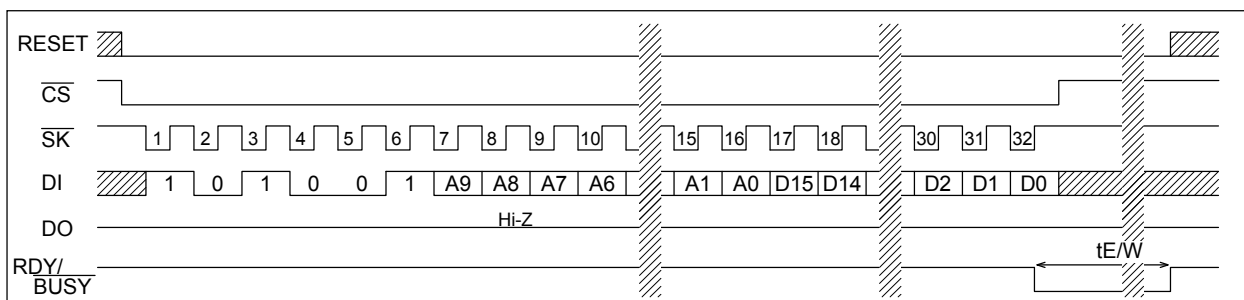 RESET
CS
SK 1 2 3 4 5 6 7 8 9 10 15 16 17 18 30 31 32
DI 1 0 1 0 0 1 A9 A8 A7 A6 A1 A0 D15 D14 D2 D1 D0
Hi-Z
DO
tE/W
RDY/
BUSY